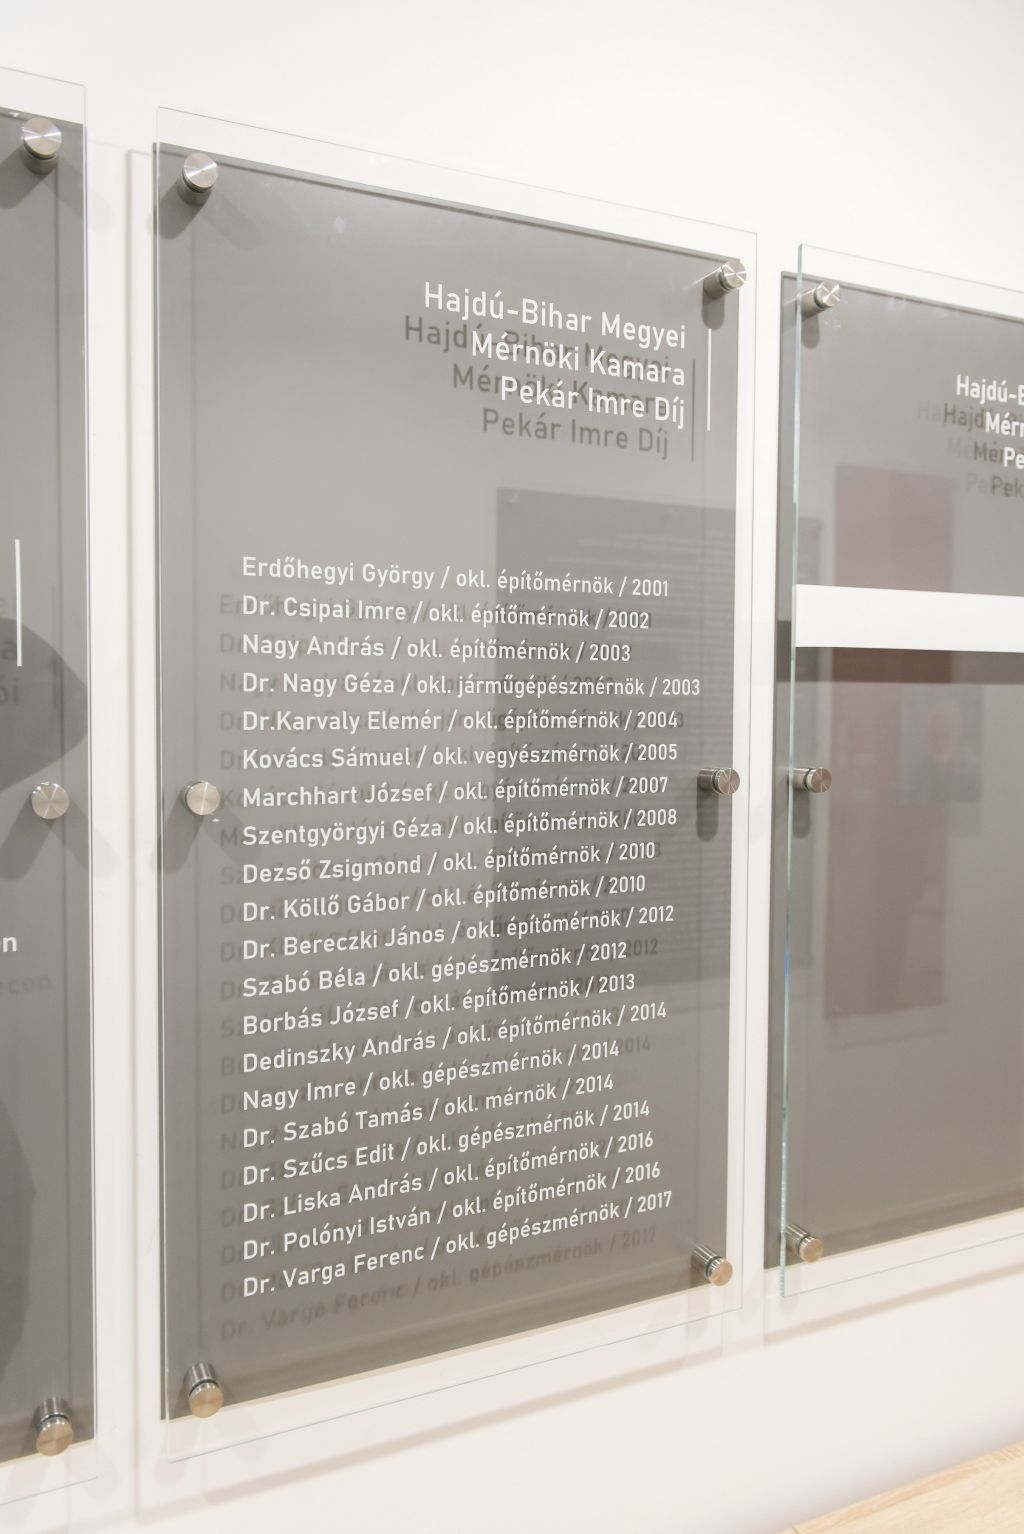 Hajdú-Bihar Megyei
Mérnöki Kamara
Pekár Imre Díj
Erdőhegyi György / okl. építőmérnök / 2001
Dr. Csipai Imre / okl. építőmérnök / 2002
Nagy András / okl. építőmérnök / 2003
Dr. Nagy Géza / okl. járműgépészmérnök / 2003
Dr.Karvaly Elemér / okl. építőmérnök / 2004
Kovács Sámuel / okl. vegyészmérnök / 2005
Marchhart József / okl. építőmérnök / 2007
Szentgyörgyi Géza / okl. építőmérnök / 2008
Dezső Zsigmond / okl. építőmérnök / 2010
Dr. Köllő Gábor / okl. építőmérnök / 2010
Dr. Bereczki János / okl. építőmérnök / 2012
Szabó Béla / okl. gépészmérnök / 2012
Borbás József / okl. építőmérnök / 2013
Dedinszky András / okl. építőmérnök / 2014
Nagy Imre / okl. gépészmérnök / 2014
Dr. Szabó Tamás / okl. mérnök / 2014
Dr. Szűcs Edit / okl. gépészmérnök / 2014
Dr. Liska András / okl. építőmérnök / 2016
Dr. Polónyi István / okl. építőmérnök / 2016
Dr. Varga Ferenc / okl. gépészmérnök / 2017